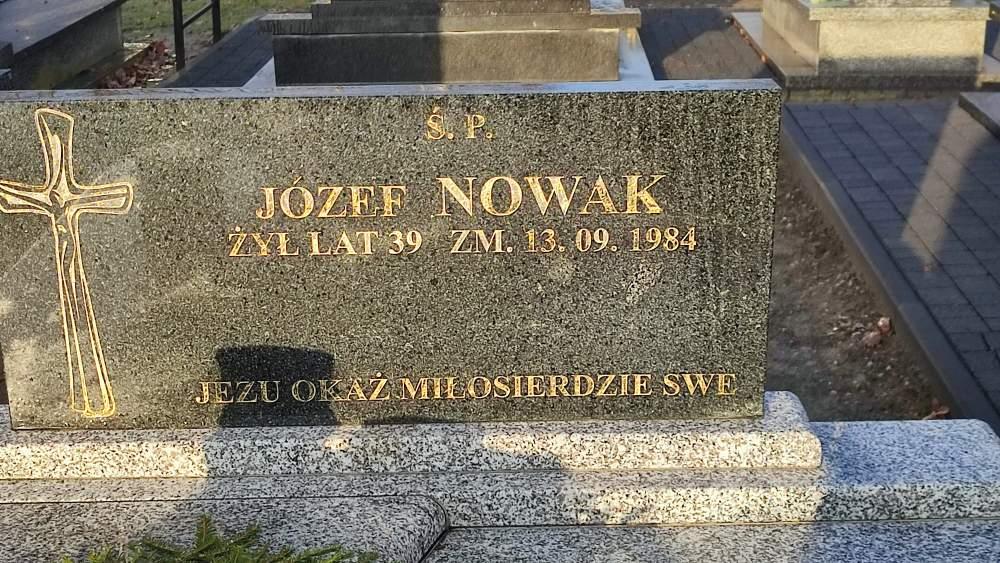 Ś. P.
JÓZEF NOWAK
ŻYŁ LAT 39 ZM. 13. 09. 1984
JEZU OKAŻ MIŁOSIERDZIE SWE